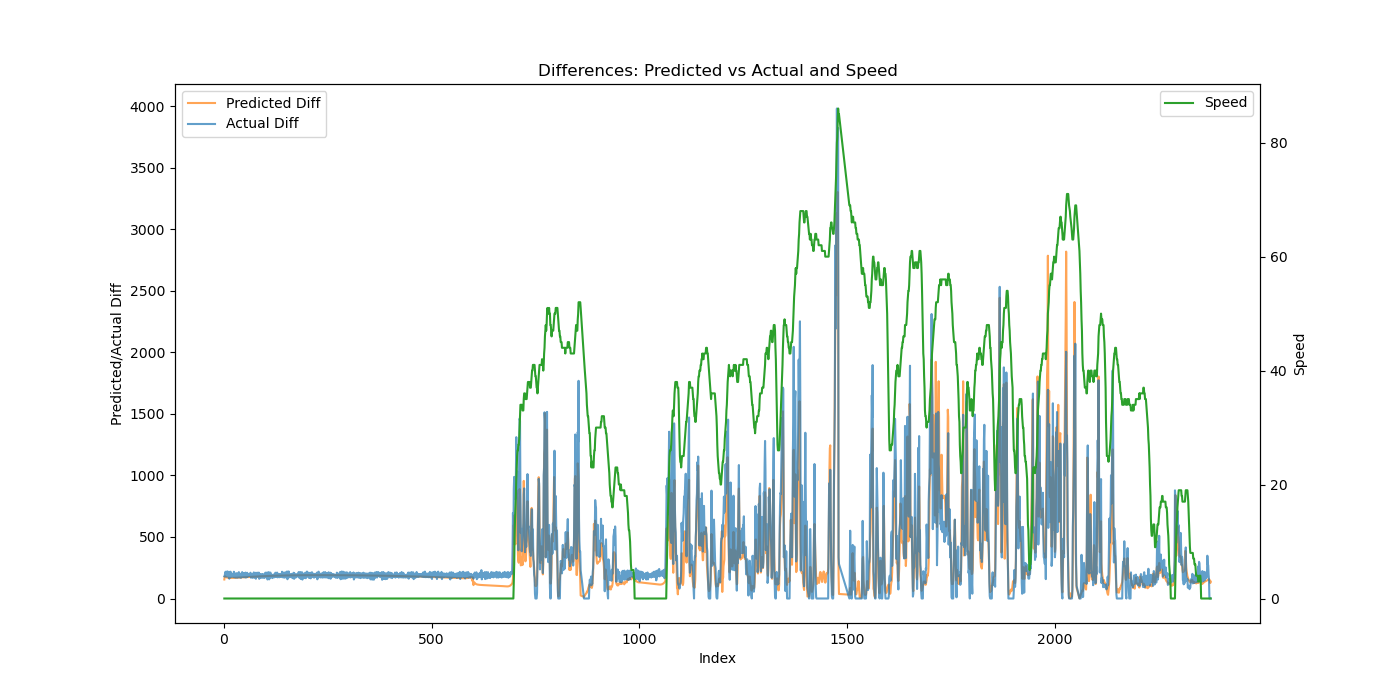 Differences: Predicted vs Actual and Speed
Predicted Diff
Actual Diff
Speed
4000
3500
3000
2500
2000
1500
1000
500
0
80
60
40
20
0
Predicted/Actual Diff
Speed
0
500
1000
1500
2000
Index